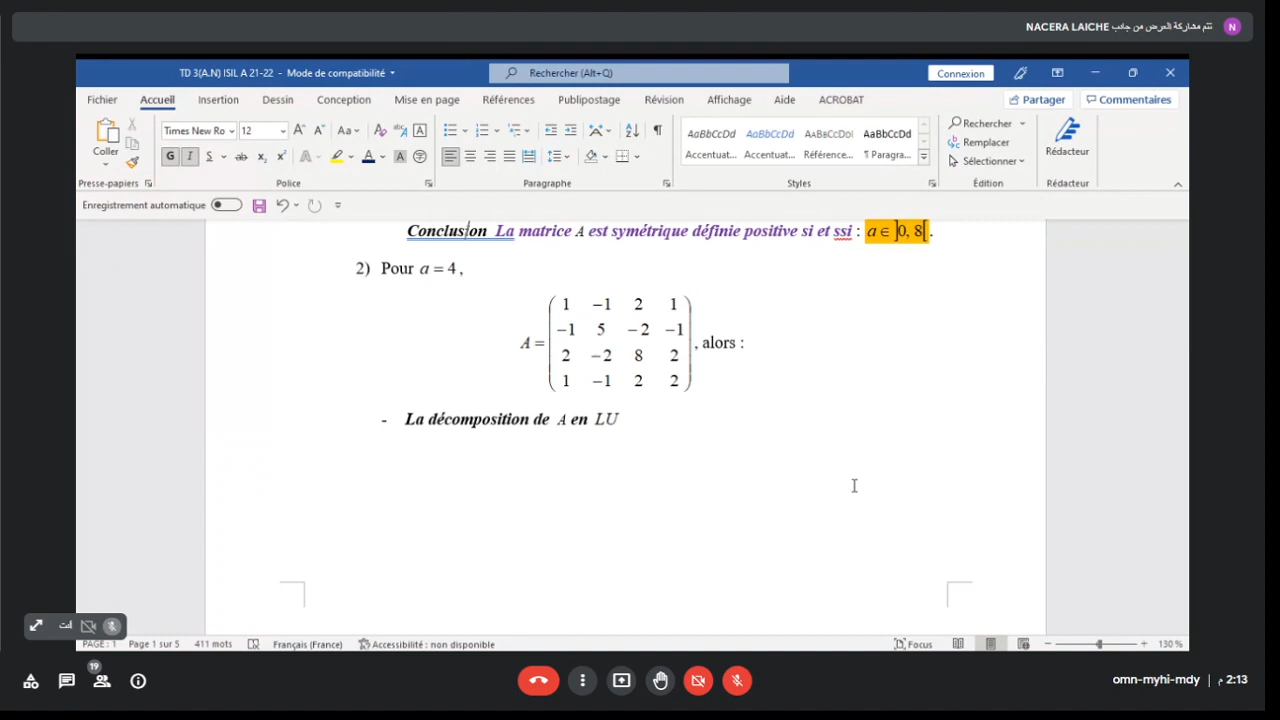 تتم مشاركة العرض من جانب NACERA LAICHE
N
TD 3(A.N) ISIL A 21-22 - Mode de compatibilité
Rechercher (Alt+Q)
Connexion
Fichier Accueil Insertion Dessin Conception Mise en page Références Publipostage Révision Affichage Aide ACROBAT
Partager Commentaires
Coller
Times New Ro 12
AaBbCcDd AaBbCcDd AaBbCcDd AaBbCcDd
Accentuat... Accentuat... Référence... ¶ Paragra...
Rechercher
Remplacer
Sélectionner
Rédacteur
Presse-papiers Police Paragraphe Styles Édition Rédacteur
Enregistrement automatique
Conclusion La matrice A est symétrique définie positive si et ssi : a ∈ ]0, 8[ .
2) Pour a = 4 ,
1 −1 2 1
−1 5 −2 −1
A = , alors :
2 −2 8 2
1 −1 2 2
- La décomposition de A en LU
انت
PAGE : 1 Page 1 sur 5 411 mots Français (France) Accessibilité : non disponible Focus 130 %
19
omn-myhi-mdy | 2:13 م